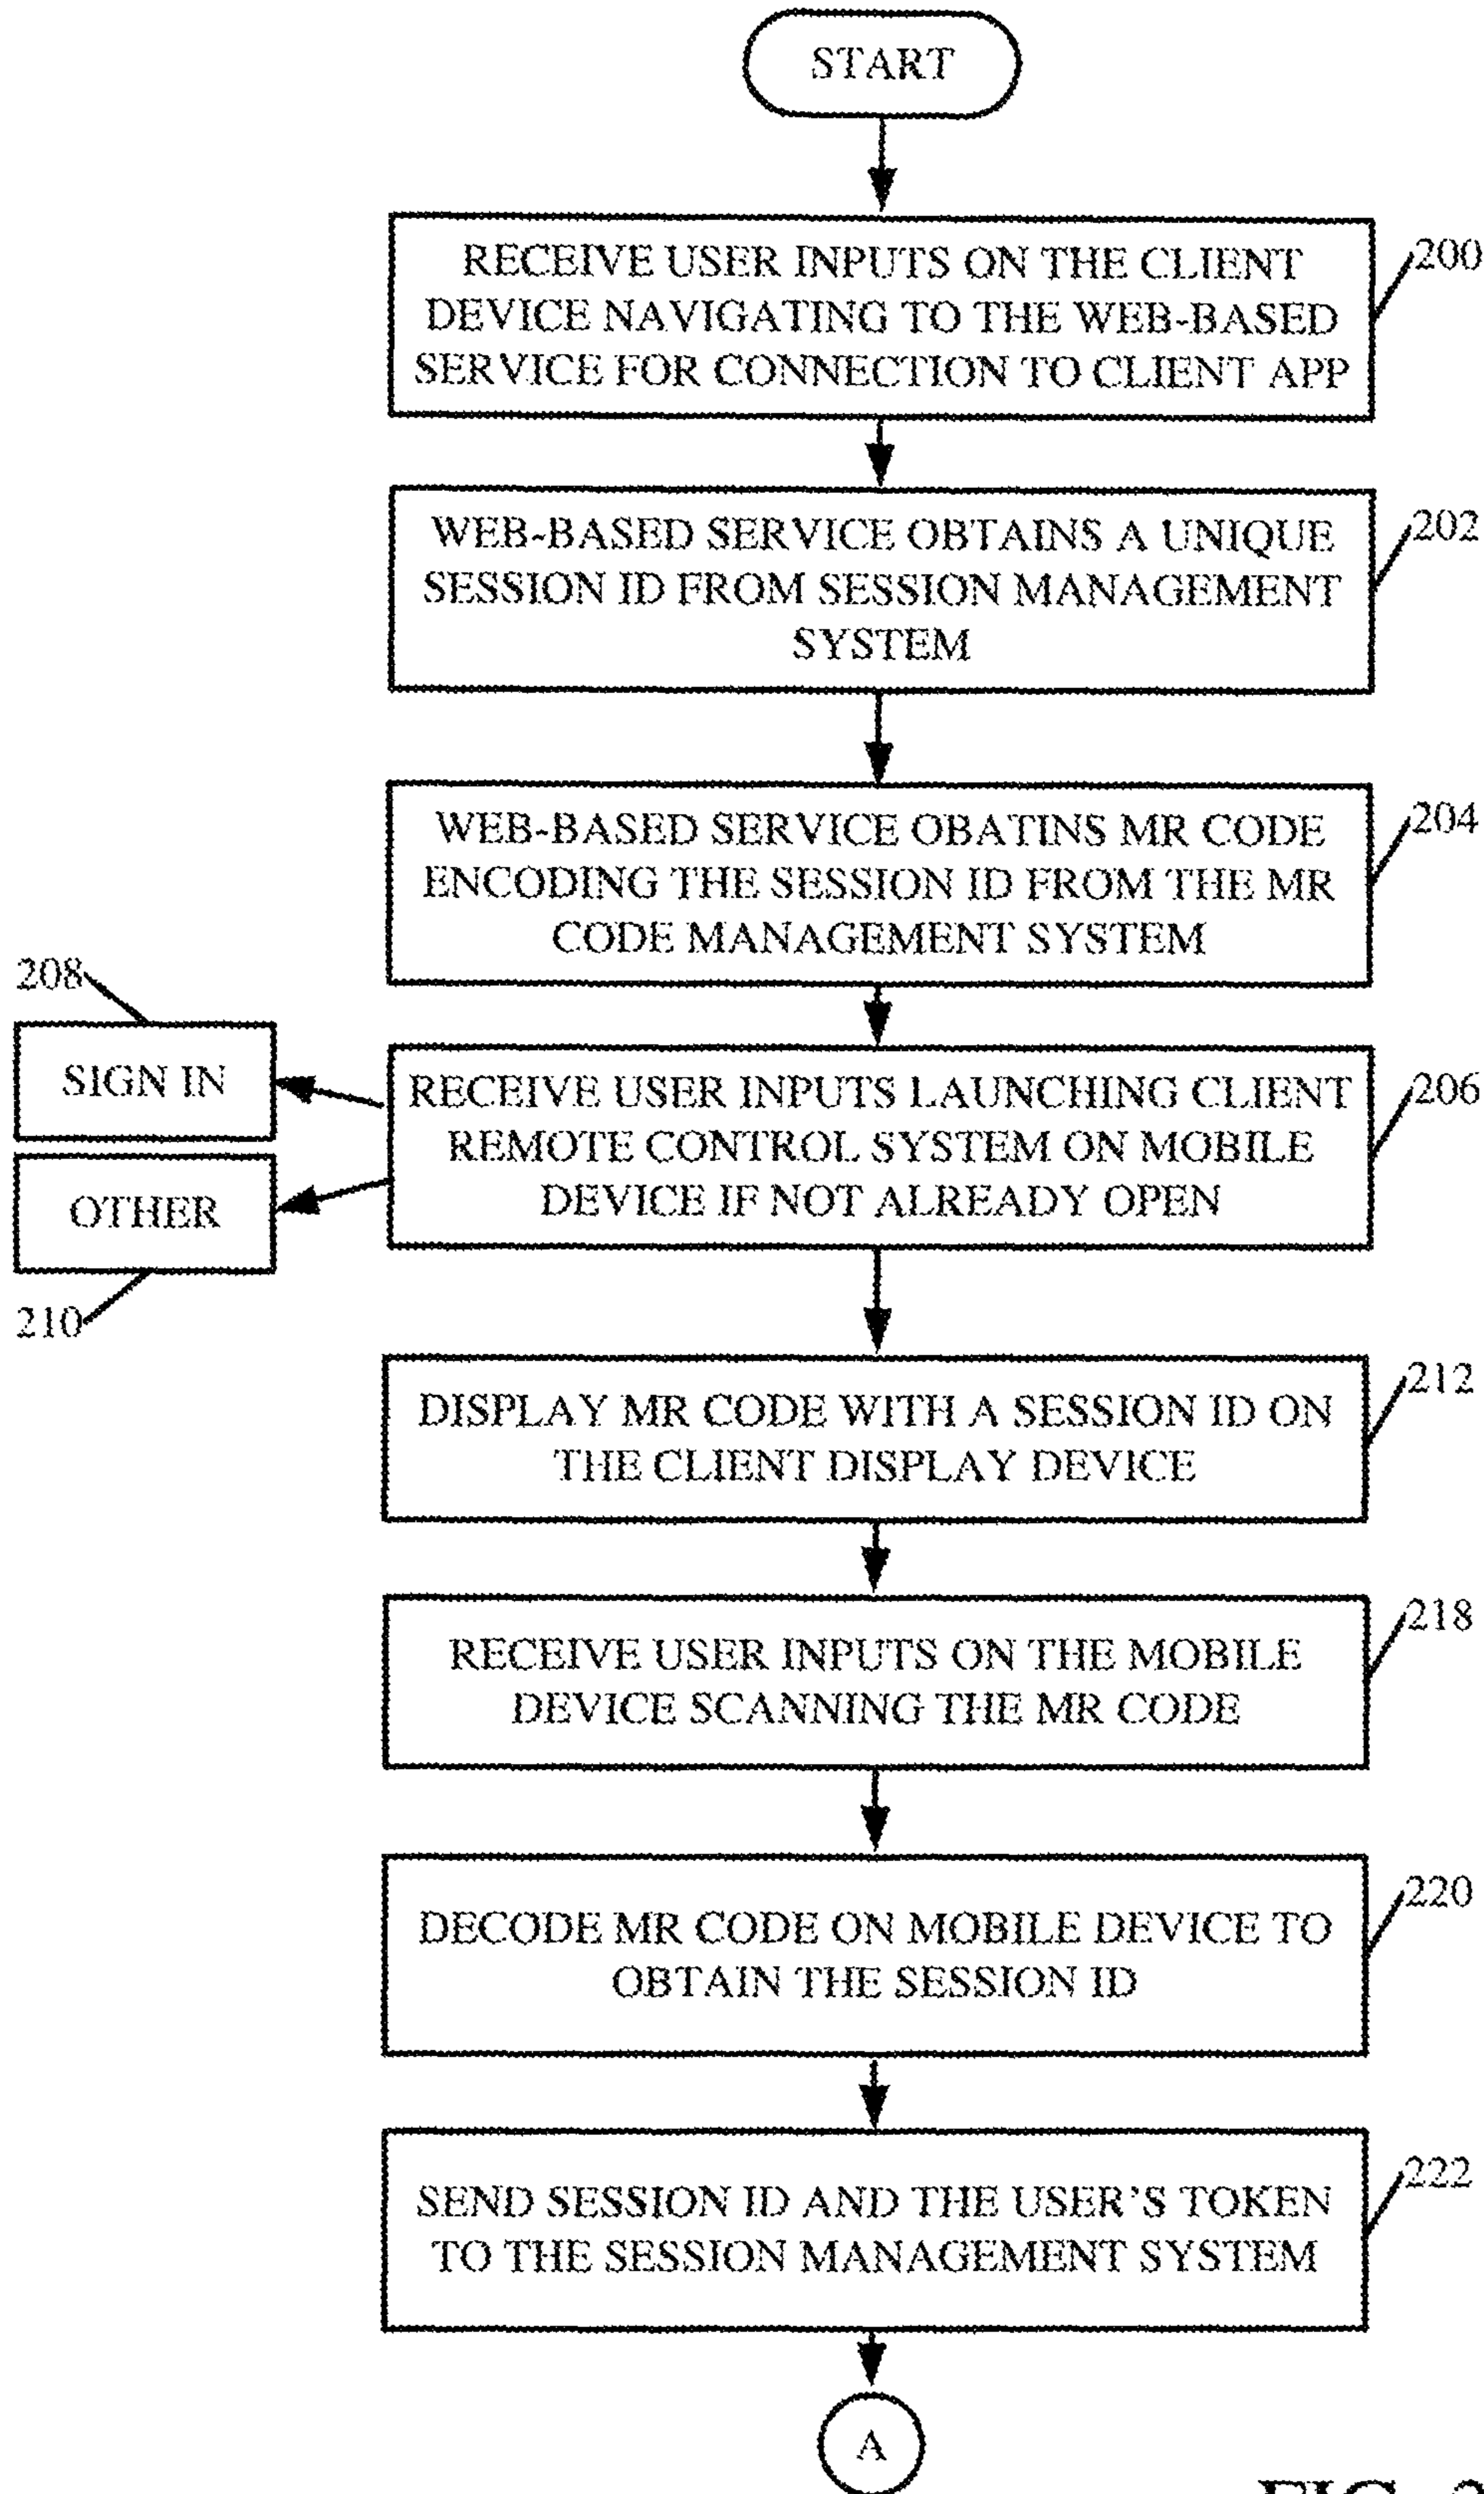 START
RECEIVE USER INPUTS ON THE CLIENT
DEVICE NAVIGATING TO THE WEB-BASED
SERVICE FOR CONNECTION TO CLIENT APP
200
WEB-BASED SERVICE OBTAINS A UNIQUE
SESSION ID FROM SESSION MANAGEMENT
SYSTEM
202
WEB-BASED SERVICE OBATINS MR CODE
ENCODING THE SESSION ID FROM THE MR
CODE MANAGEMENT SYSTEM
204
208
SIGN IN
OTHER
210
RECEIVE USER INPUTS LAUNCHING CLIENT
REMOTE CONTROL SYSTEM ON MOBILE
DEVICE IF NOT ALREADY OPEN
206
DISPLAY MR CODE WITH A SESSION ID ON
THE CLIENT DISPLAY DEVICE
212
RECEIVE USER INPUTS ON THE MOBILE
DEVICE SCANNING THE MR CODE
218
DECODE MR CODE ON MOBILE DEVICE TO
OBTAIN THE SESSION ID
220
SEND SESSION ID AND THE USER'S TOKEN
TO THE SESSION MANAGEMENT SYSTEM
222
A
FIG.